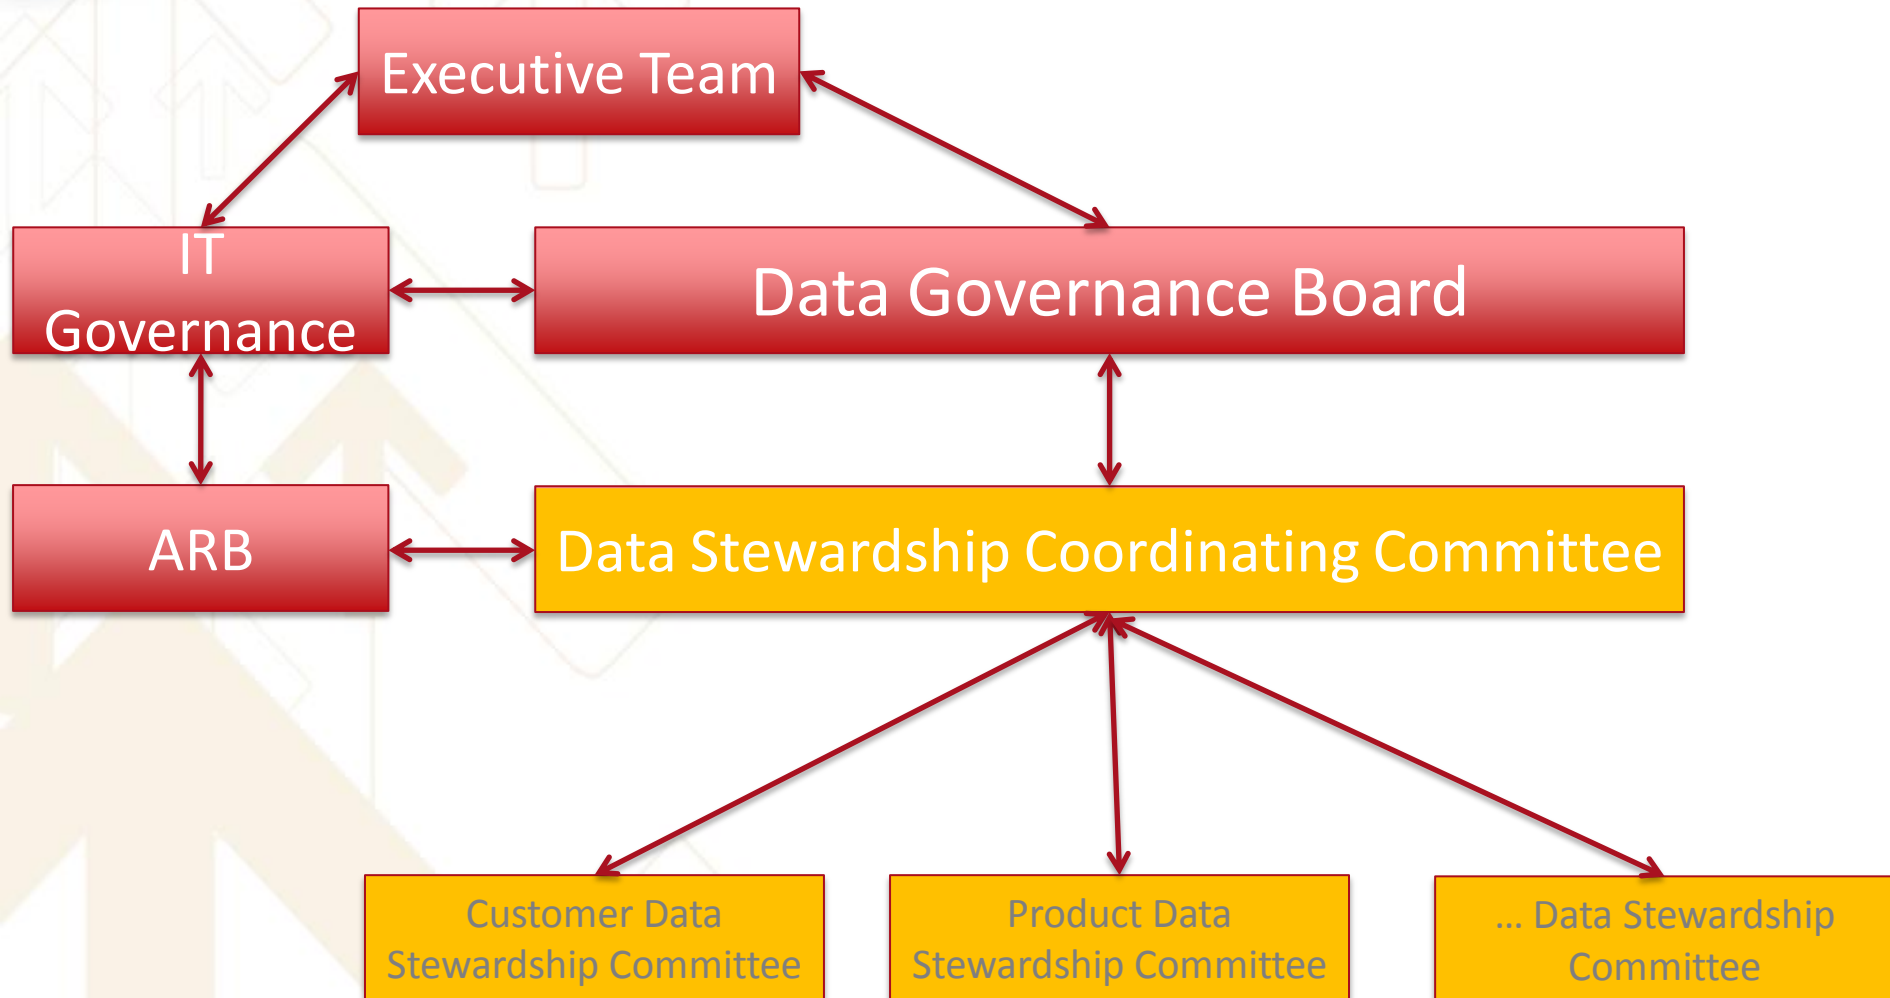 Executive Team
IT
Governance
Data Governance Board
ARB
Data Stewardship Coordinating Committee
Customer Data
Stewardship Committee
Product Data
Stewardship Committee
... Data Stewardship
Committee